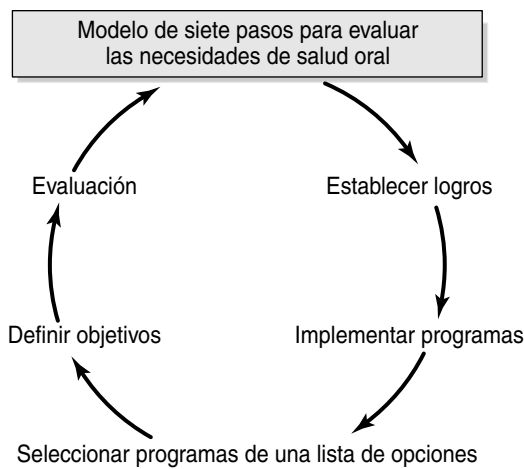 Modelo de siete pasos para evaluar
las necesidades de salud oral
Establecer logros
Implementar programas
Seleccionar programas de una lista de opciones
Definir objetivos
Evaluación